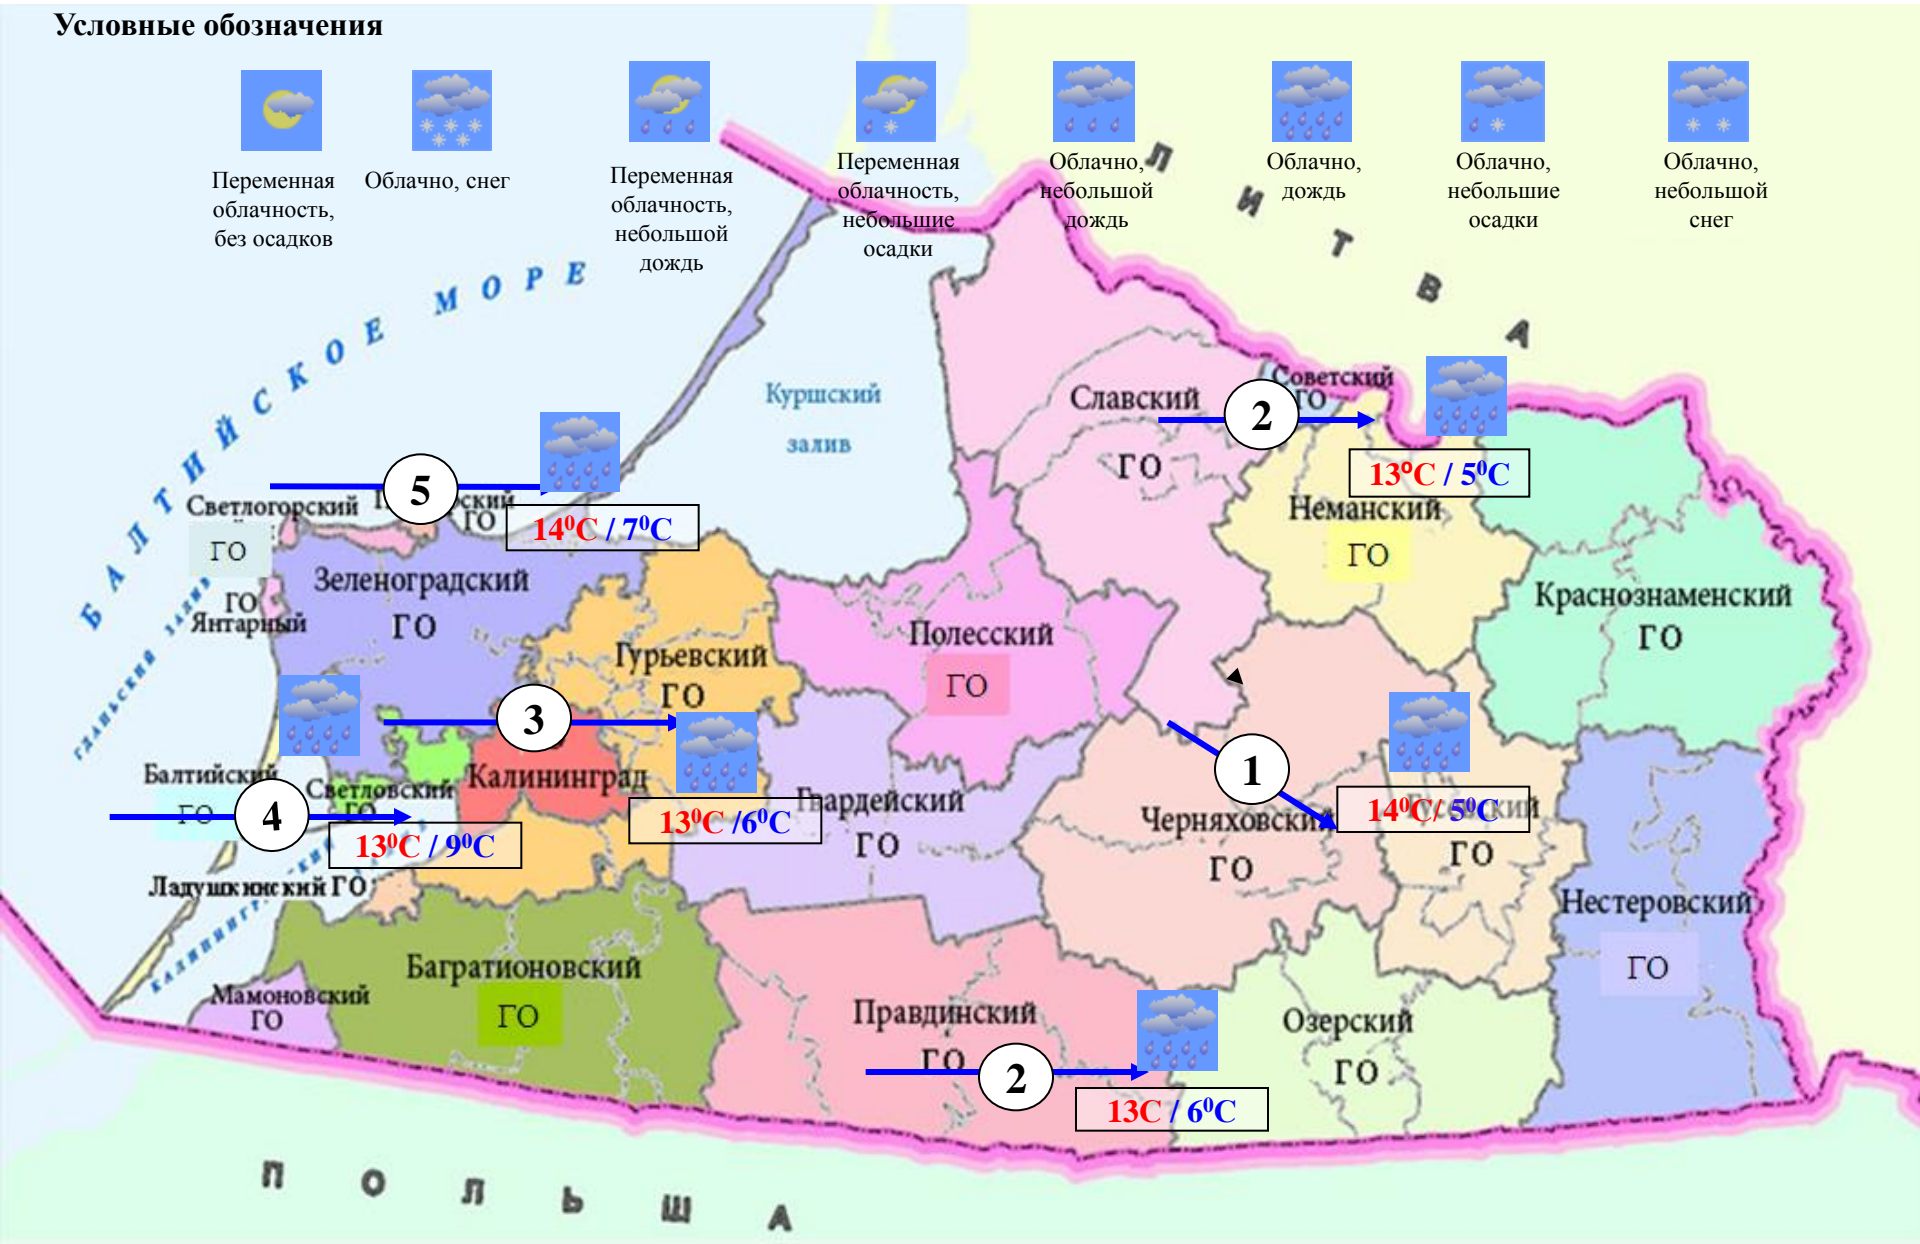 Условные обозначения
Переменная
облачность,
без осадков
Облачно, снег
Переменная
облачность,
небольшой
дождь
Переменная
облачность,
небольшие
осадки
Облачно,
небольшой
дождь
Облачно,
дождь
Облачно,
небольшие
осадки
Облачно,
небольшой
снег
ЛИТВА
БАЛТИЙСКОЕ МОРЕ
Куршский
залив
Славский
ГО
Советский
ГО
2
13⁰С / 5⁰С
Неманский
ГО
Краснознаменский
ГО
5
14⁰С / 7⁰С
Светлогорский
ГО
ГО
Зеленоградский
ГО
ГО
Янтарный
ЗАЛИВ
Гурьевский
ГО
Полесский
ГО
3
13⁰С /6⁰С
Калининград
Балтийский
ГО
Светловский
ГО
4
13⁰С / 9⁰С
Гвардейский
ГО
1
14⁰С/ 5⁰С
Черняховский
ГО
ГО
Ладушкинский ГО
Нестеровский
ГО
Багратионовский
ГО
Мамоновский
ГО
Правдинский
ГО
2
13С / 6⁰С
Озерский
ГО
ПОЛЬША